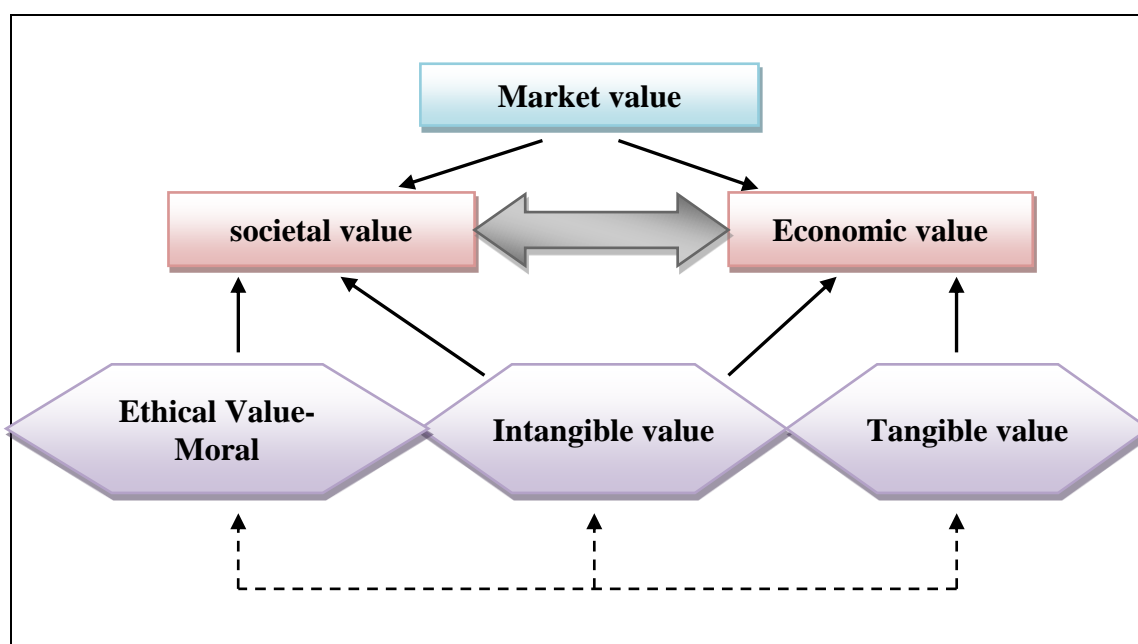 Market value
societal value
Economic value
Ethical Value-
Moral
Intangible value
Tangible value